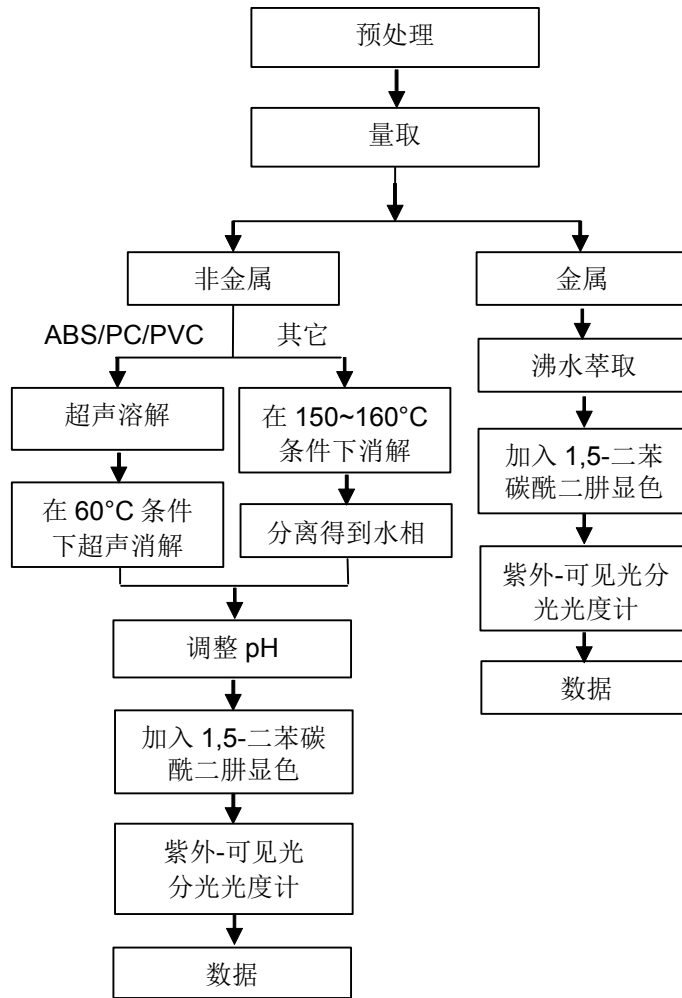 预处理
量取
非金属
金属
ABS/PC/PVC
其它
沸水萃取
超声溶解
在 150~160°C
条件下消解
加入 1,5-二苯
碳酰二肼显色
在 60°C 条件
下超声消解
分离得到水相
紫外-可见光分
光光度计
调整 pH
数据
加入 1,5-二苯碳
酰二肼显色
紫外-可见光
分光光度计
数据